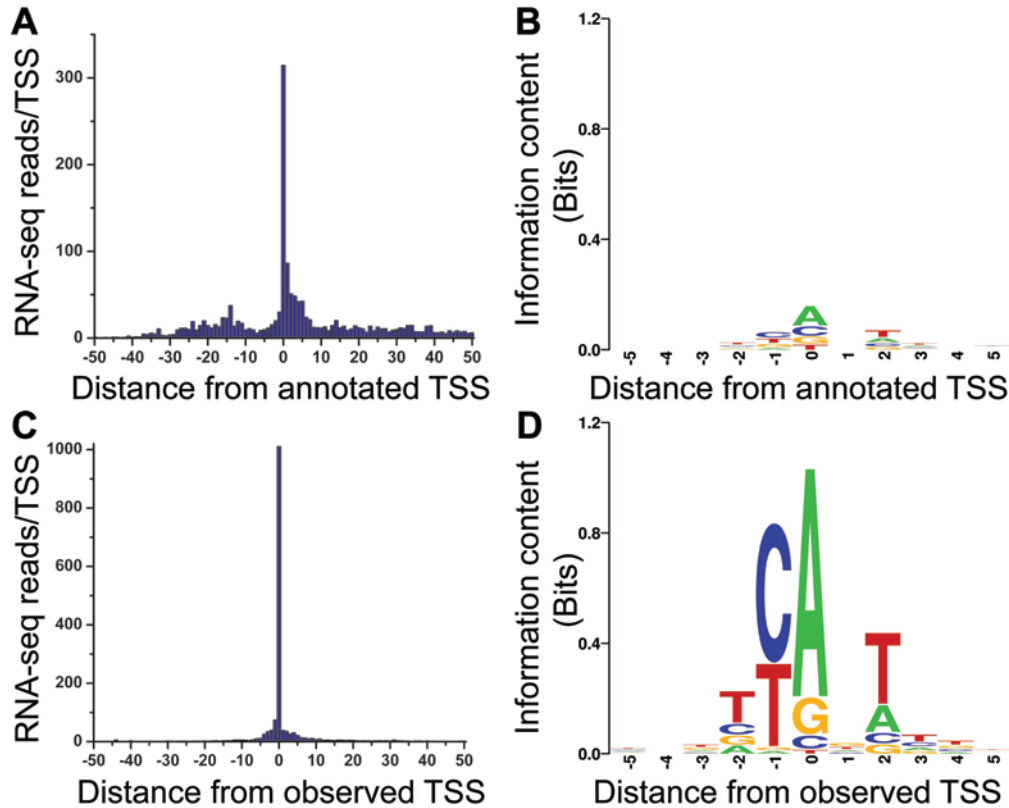 A
RNA-seq reads/TSS
300
200
100
0
-50 -40 -30 -20 -10 0 10 20 30 40 50
Distance from annotated TSS
B
Information content
(Bits)
1.2
0.8
0.4
0.0
-5 -4 -3 -2 -1 0 1 2 3 4 5
Distance from annotated TSS
C
RNA-seq reads/TSS
1000
800
600
400
200
0
-50 -40 -30 -20 -10 0 10 20 30 40 50
Distance from observed TSS
D
Information content
(Bits)
1.2
0.8
0.4
0.0
T C G A
C T
A G C
T A C G
-5 -4 -3 -2 -1 0 1 2 3 4 5
Distance from observed TSS